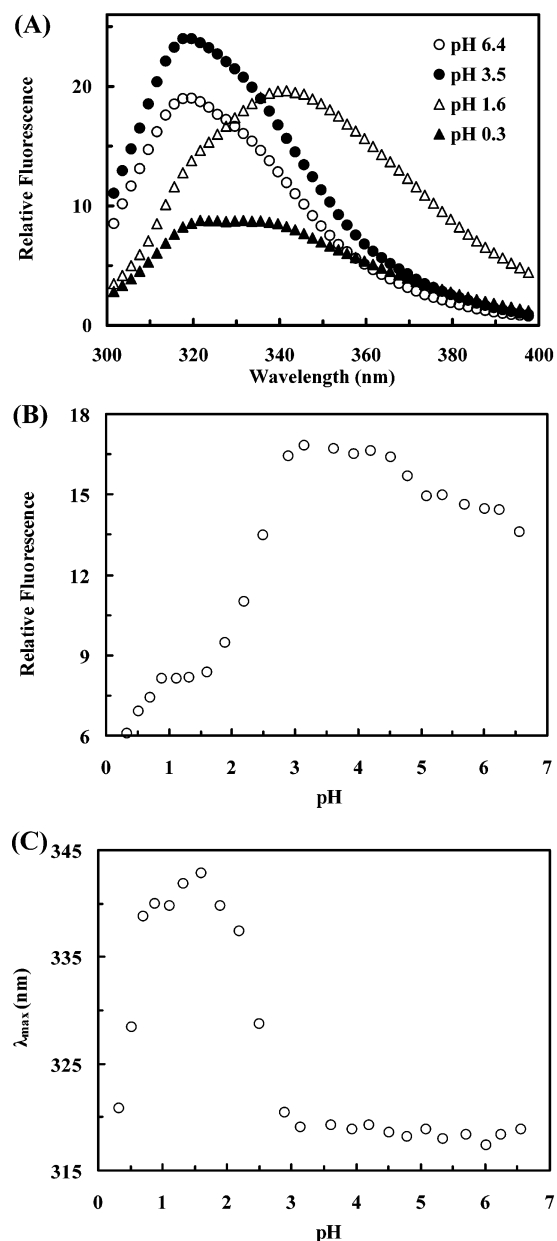 (A)
pH 6.4
pH 3.5
pH 1.6
pH 0.3
20
10
0
Relative Fluorescence
300 320 340 360 380 400
Wavelength (nm)
(B)
18
15
12
9
6
Relative Fluorescence
0 1 2 3 4 5 6 7
pH
(C)
345
335
325
315
λmax (nm)
0 1 2 3 4 5 6 7
pH